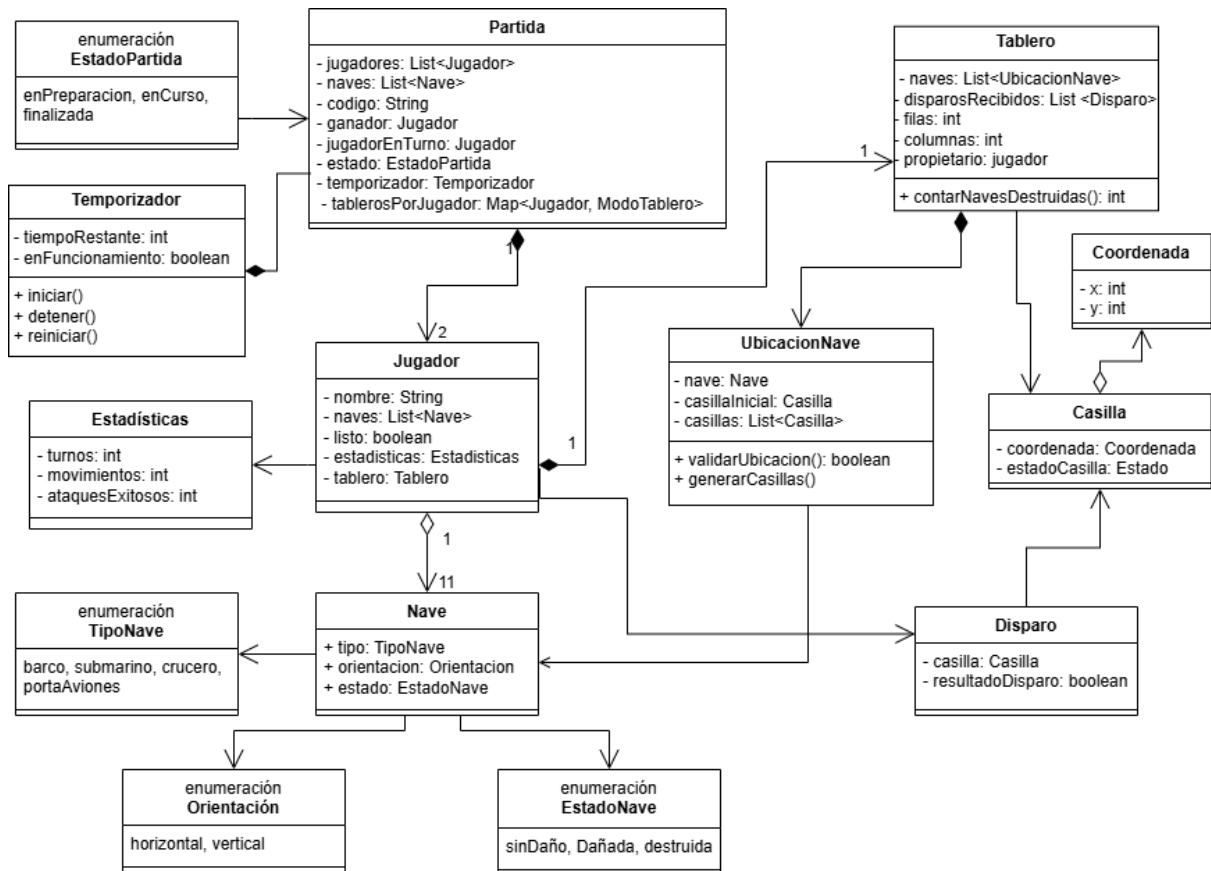 enumeración
EstadoPartida
enPreparacion, enCurso,
finalizada
Partida
- jugadores: List<Jugador>
- naves: List<Nave>
- codigo: String
- ganador: Jugador
- jugadorEnTurno: Jugador
- estado: EstadoPartida
- temporizador: Temporizador
- tablerosPorJugador: Map<Jugador, ModoTablero>
Tablero
- naves: List<UbicacionNave>
- disparosRecibidos: List <Disparo>
- filas: int
- columnas: int
- propietario: jugador
+ contarNavesDestruidas(): int
1
Temporizador
- tiempoRestante: int
- enFuncionamiento: boolean
+ iniciar()
+ detener()
+ reiniciar()
1
2
Coordenada
- x: int
- y: int
Jugador
- nombre: String
- naves: List<Nave>
- listo: boolean
- estadisticas: Estadisticas
- tablero: Tablero
1
1
11
UbicacionNave
- nave: Nave
- casillaInicial: Casilla
- casillas: List<Casilla>
+ validarUbicacion(): boolean
+ generarCasillas()
Casilla
- coordenada: Coordenada
- estadoCasilla: Estado
Estadísticas
- turnos: int
- movimientos: int
- ataquesExitosos: int
enumeración
TipoNave
barco, submarino, crucero,
portaAviones
Nave
+ tipo: TipoNave
+ orientacion: Orientacion
+ estado: EstadoNave
Disparo
- casilla: Casilla
- resultadoDisparo: boolean
enumeración
Orientación
horizontal, vertical
enumeración
EstadoNave
sinDaño, Dañada, destruida